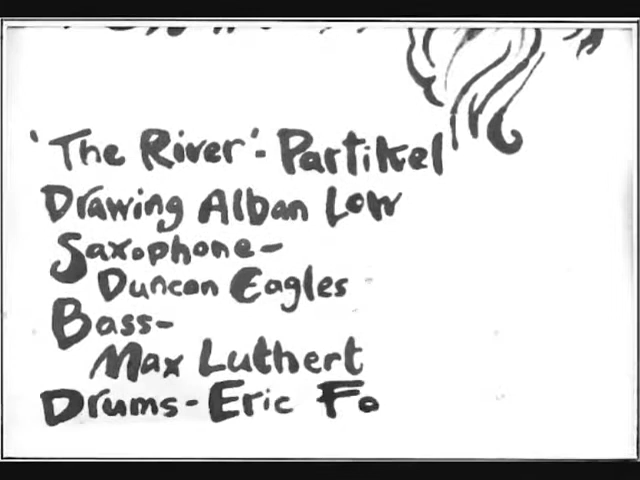 'The River'- Partikel
Drawing Alban Low
Saxophone-
Duncan Eagles
Bass-
Max Luthert
Drums- Eric Fo